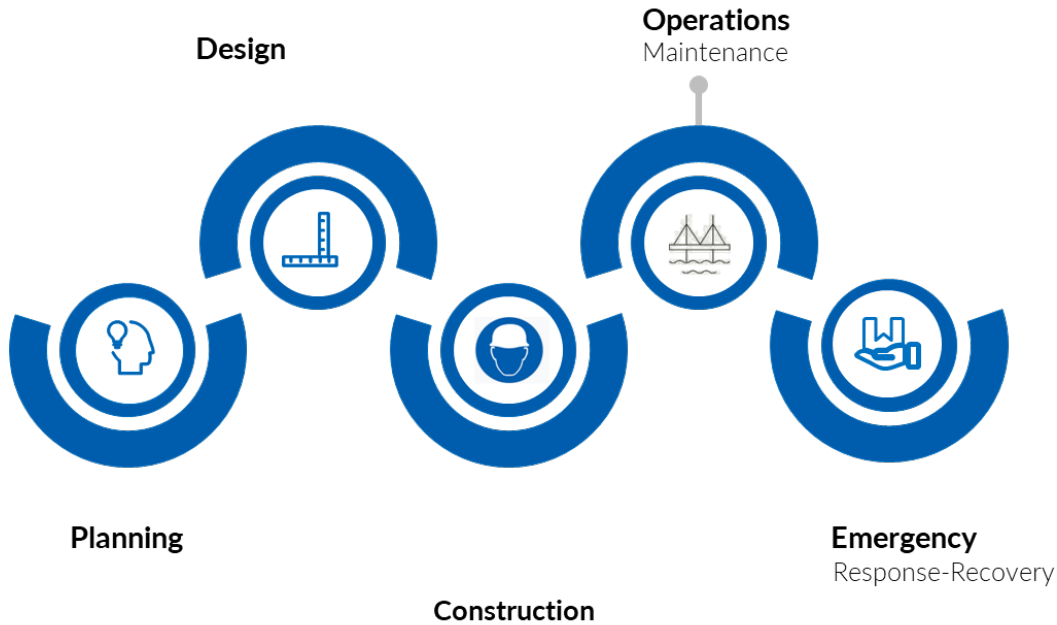 Design
Operations
Maintenance
Planning
Emergency
Response-Recovery
Construction